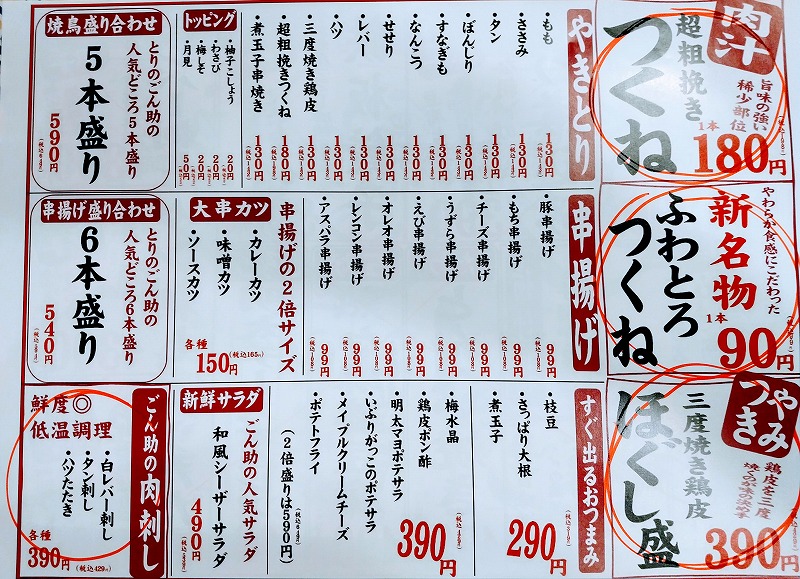 肉汁
超粗挽き
つくね
旨味の強い
稀少部位
1本
180円
やきとり
・もも 130円
・ささみ 130円
・タン 130円
・ぼんじり 130円
・すなぎも 130円
・なんこつ 130円
・せせり 130円
・レバー 130円
・ハツ 130円
・三度焼き鶏皮 130円
・超粗挽きつくね 180円
・煮玉子串焼き 130円
トッピング
・柚子こしょう 20円
・わさび 20円
・梅しそ 20円
・月見 50円
焼鳥盛り合わせ
とりのごん助の
人気どころ5本盛り
5本盛り
590円
やわらか食感にこだわった
新名物
ふわとろ
つくね
1本
90円
串揚げ
・豚串揚げ 99円
・もち串揚げ 99円
・チーズ串揚げ 99円
・うずら串揚げ 99円
・えび串揚げ 99円
・オレオ串揚げ 99円
・レンコン串揚げ 99円
・アスパラ串揚げ 99円
串揚げの2倍サイズ
大串カツ
・カレーカツ
・味噌カツ
・ソースカツ
各種
150円(税込165円)
串揚げ盛り合わせ
とりのごん助の
人気どころ6本盛り
6本盛り
540円
やみつき
鶏皮を三度
三度焼き鶏皮
ほぐし盛
390円
すぐ出るおつまみ
・枝豆
・さっぱり大根
・煮玉子
290円
・梅水晶
・鶏皮ポン酢
・明太マヨポテサラ
・いぶりがっこのポテサラ
・メイプルクリームチーズ
・ポテトフライ
(2倍盛りは590円)
390円
新鮮サラダ
ごん助の人気サラダ
和風シーザーサラダ
490円
ごん助の肉刺し
鮮度◎
低温調理
・白レバー刺し
・タン刺し
・ハツたたき
各種
390円(税込429円)